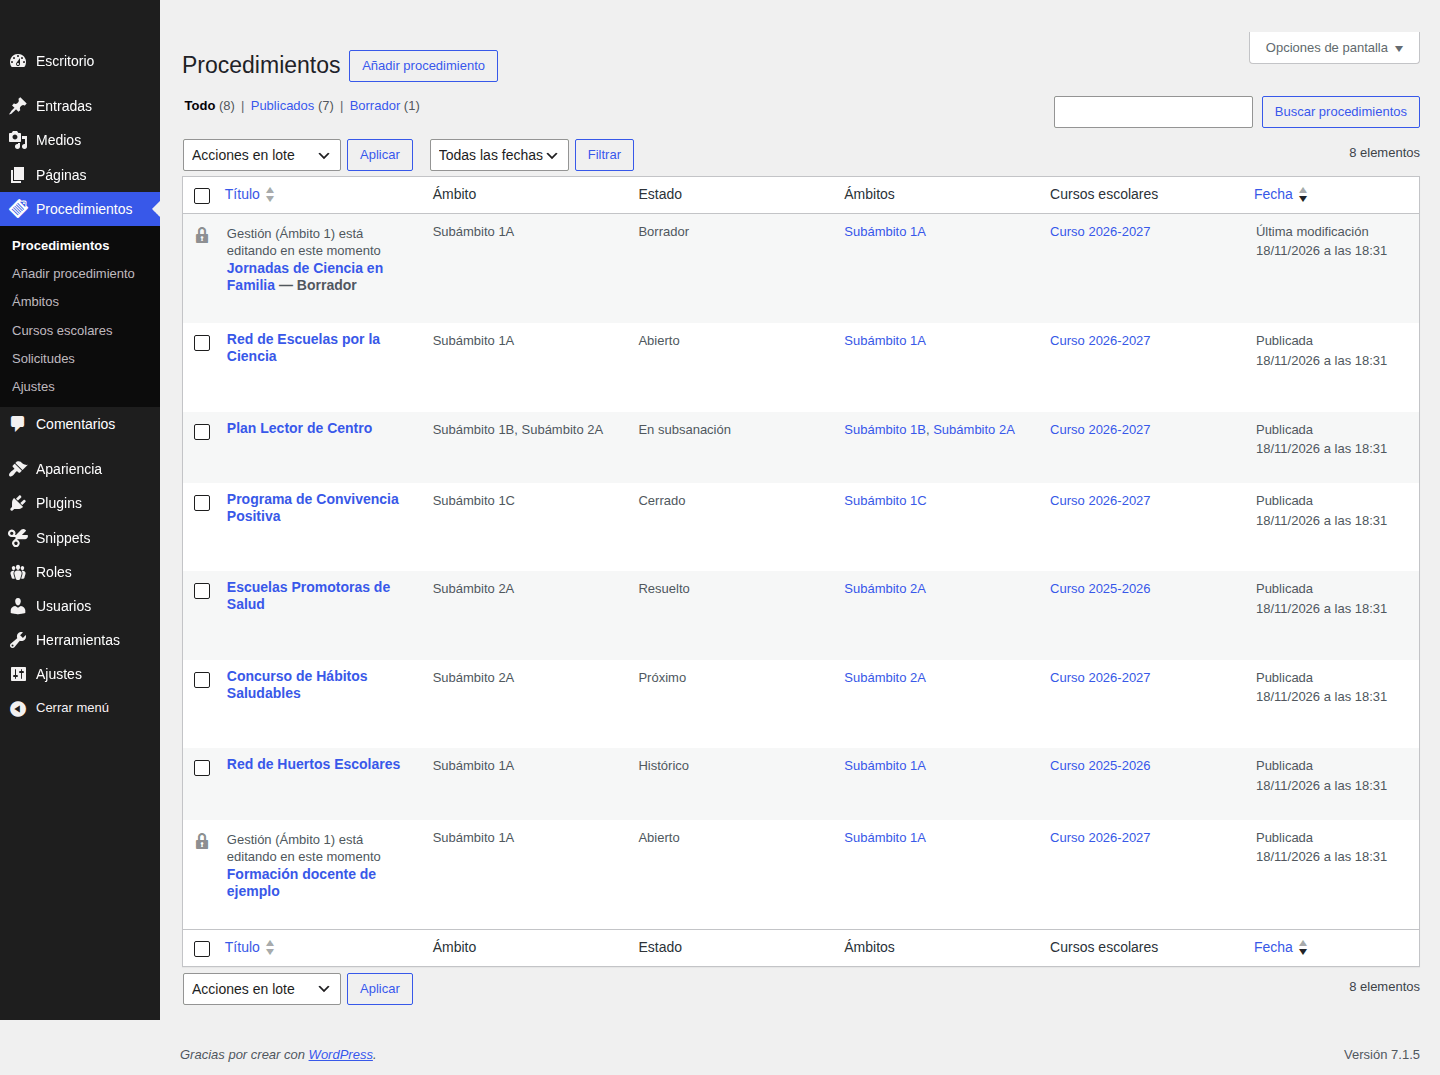 Escritorio
Entradas
Medios
Páginas
Procedimientos
Procedimientos
Añadir procedimiento
Ámbitos
Cursos escolares
Solicitudes
Ajustes
Comentarios
Apariencia
Plugins
Snippets
Roles
Usuarios
Herramientas
Ajustes
Cerrar menú
Opciones de pantalla
Procedimientos Añadir procedimiento
Todo (8) | Publicados (7) | Borrador (1)
Buscar procedimientos
Acciones en lote Aplicar Todas las fechas Filtrar 8 elementos
Título Ámbito Estado Ámbitos Cursos escolares Fecha
Gestión (Ámbito 1) está
editando en este momento
Jornadas de Ciencia en
Familia — Borrador
Subámbito 1A Borrador Subámbito 1A Curso 2026-2027 Última modificación
18/11/2026 a las 18:31
Red de Escuelas por la
Ciencia
Subámbito 1A Abierto Subámbito 1A Curso 2026-2027 Publicada
18/11/2026 a las 18:31
Plan Lector de Centro Subámbito 1B, Subámbito 2A En subsanación Subámbito 1B, Subámbito 2A Curso 2026-2027 Publicada
18/11/2026 a las 18:31
Programa de Convivencia
Positiva
Subámbito 1C Cerrado Subámbito 1C Curso 2026-2027 Publicada
18/11/2026 a las 18:31
Escuelas Promotoras de
Salud
Subámbito 2A Resuelto Subámbito 2A Curso 2025-2026 Publicada
18/11/2026 a las 18:31
Concurso de Hábitos
Saludables
Subámbito 2A Próximo Subámbito 2A Curso 2026-2027 Publicada
18/11/2026 a las 18:31
Red de Huertos Escolares Subámbito 1A Histórico Subámbito 1A Curso 2025-2026 Publicada
18/11/2026 a las 18:31
Gestión (Ámbito 1) está
editando en este momento
Formación docente de
ejemplo
Subámbito 1A Abierto Subámbito 1A Curso 2026-2027 Publicada
18/11/2026 a las 18:31
Título Ámbito Estado Ámbitos Cursos escolares Fecha
Acciones en lote Aplicar 8 elementos
Gracias por crear con WordPress. Versión 7.1.5